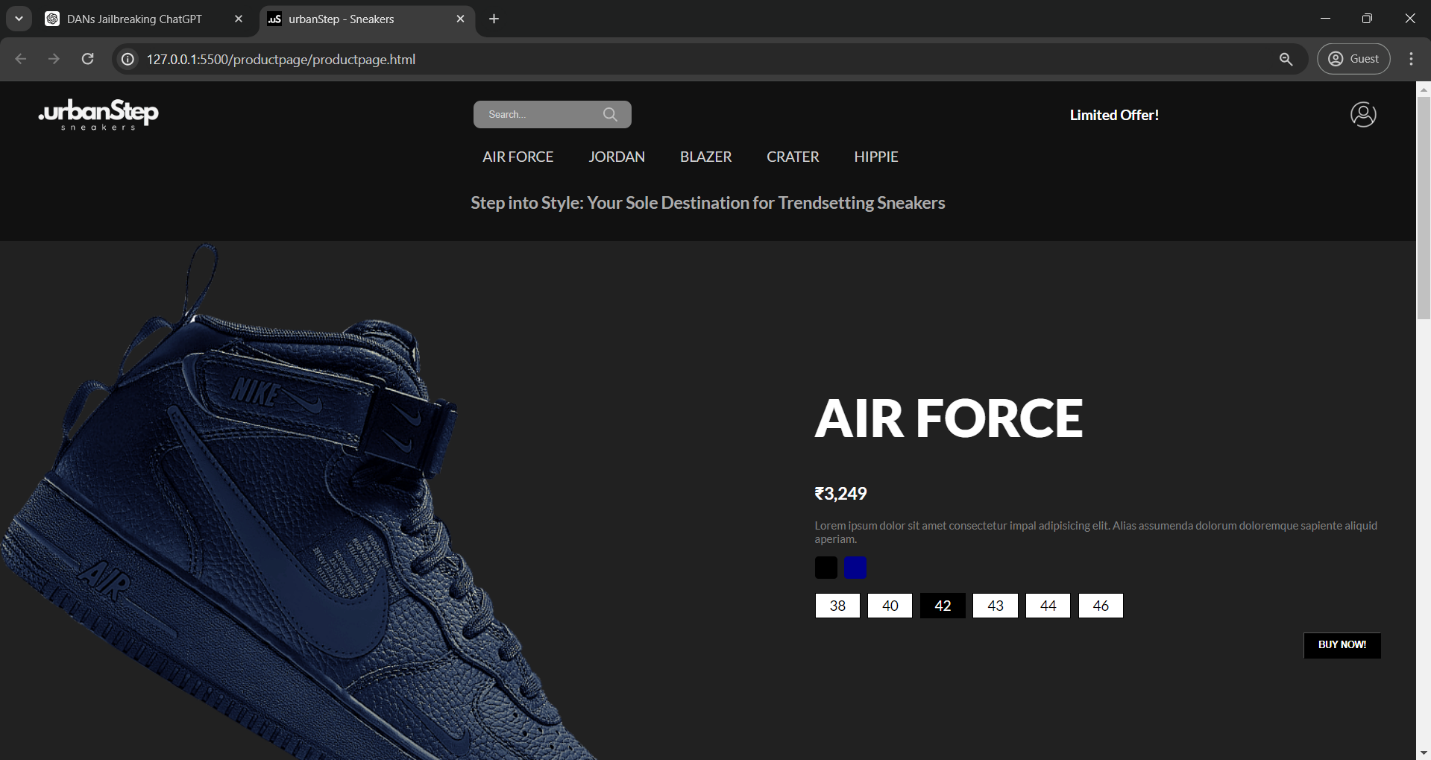 DANs Jailbreaking ChatGPT
.uS urbanStep - Sneakers
127.0.0.1:5500/productpage/productpage.html
Guest
.urbanStep
sneakers
Search...
Limited Offer!
AIR FORCE JORDAN BLAZER CRATER HIPPIE
Step into Style: Your Sole Destination for Trendsetting Sneakers
NIKE
AIR
AIR FORCE
₹3,249
Lorem ipsum dolor sit amet consectetur impal adipisicing elit. Alias assumenda dolorum doloremque sapiente aliquid
aperiam.
38 40 42 43 44 46
BUY NOW!